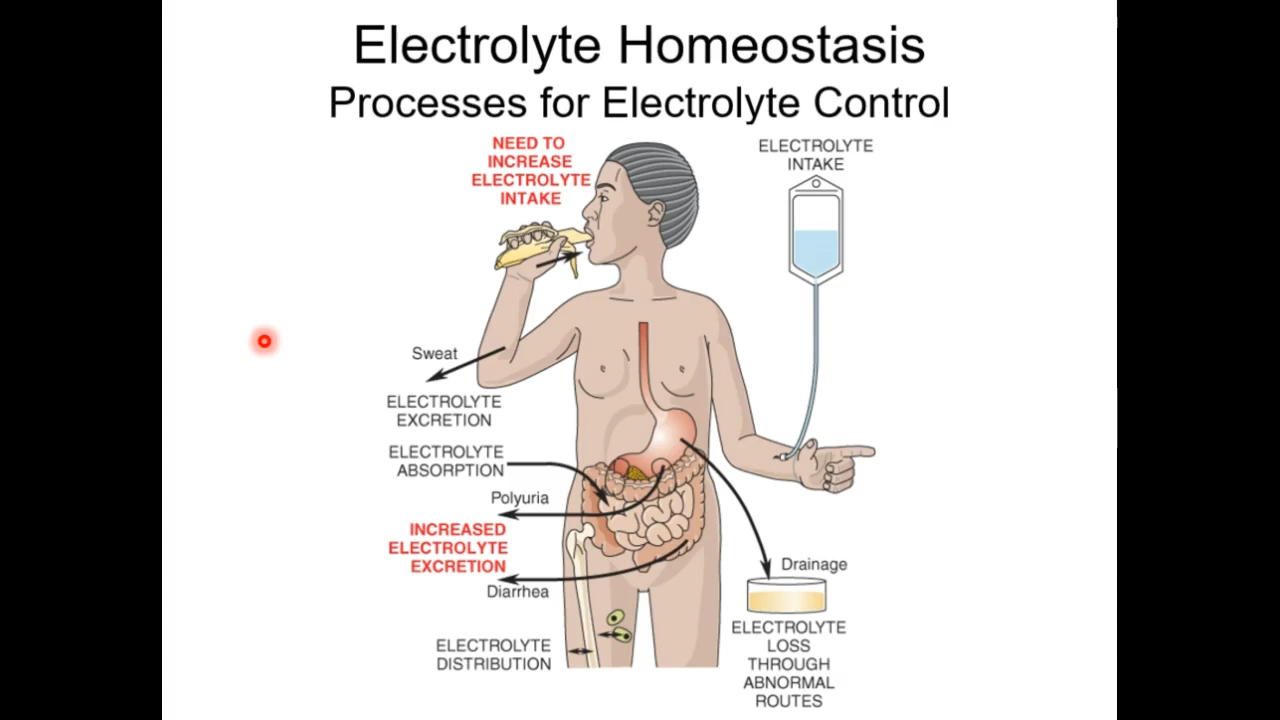 Electrolyte Homeostasis
Processes for Electrolyte Control
NEED TO
INCREASE
ELECTROLYTE
INTAKE
ELECTROLYTE
INTAKE
Sweat
ELECTROLYTE
EXCRETION
ELECTROLYTE
ABSORPTION
Polyuria
INCREASED
ELECTROLYTE
EXCRETION
Diarrhea
ELECTROLYTE
DISTRIBUTION
Drainage
ELECTROLYTE
LOSS
THROUGH
ABNORMAL
ROUTES